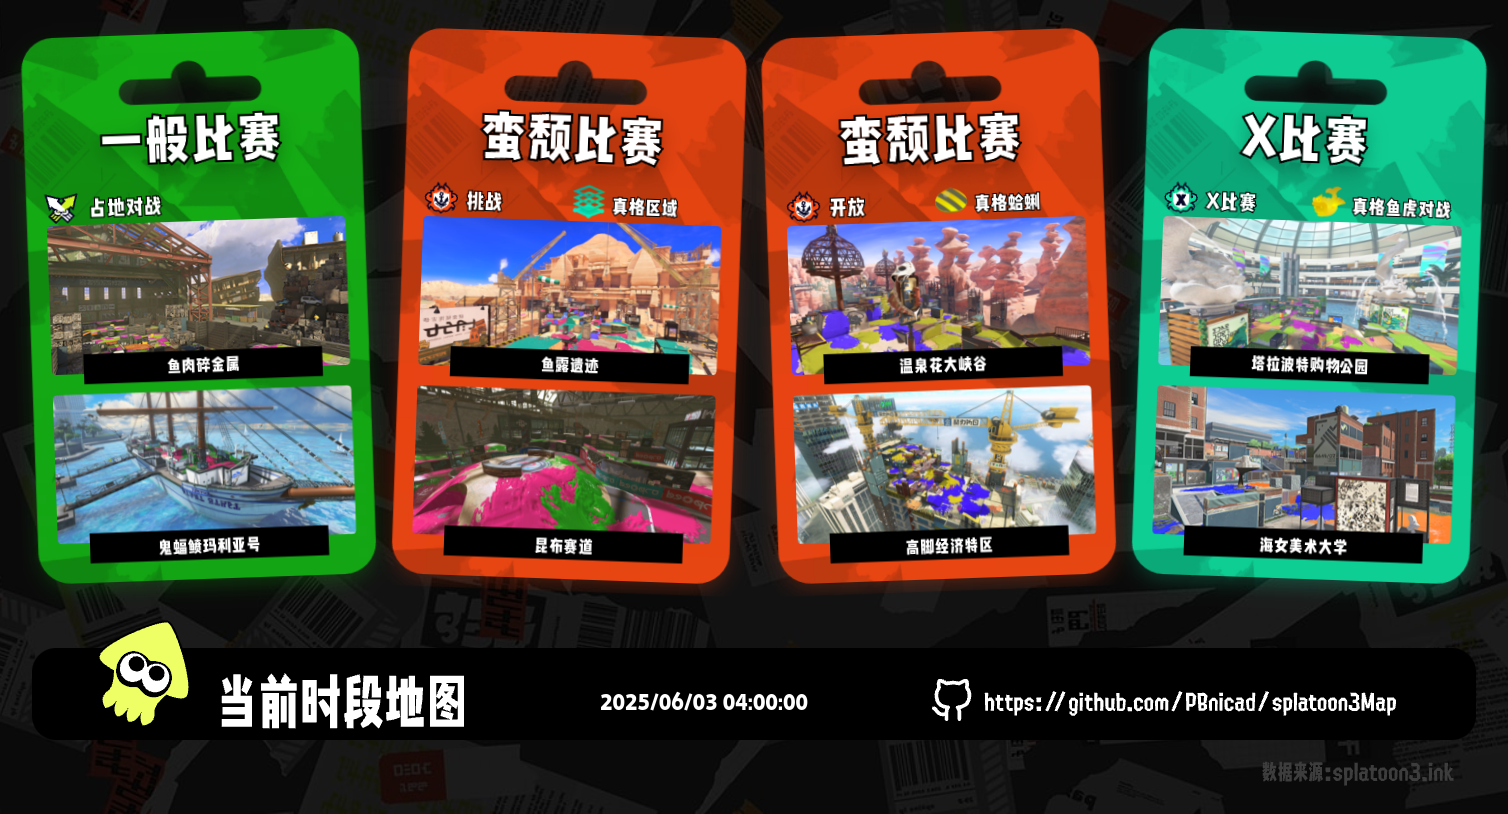 一般比赛
占地对战
鱼肉碎金属
鬼蝠鲼玛利亚号
蛮颓比赛
挑战
真格区域
鱼露遗迹
昆布赛道
蛮颓比赛
开放
真格蛤蜊
温泉花大峡谷
高脚经济特区
X比赛
X比赛
真格鱼虎对战
塔拉波特购物公园
海女美术大学
当前时段地图
2025/06/03 04:00:00
https://github.com/PBnicad/splatoon3Map
数据来源:splatoon3.ink